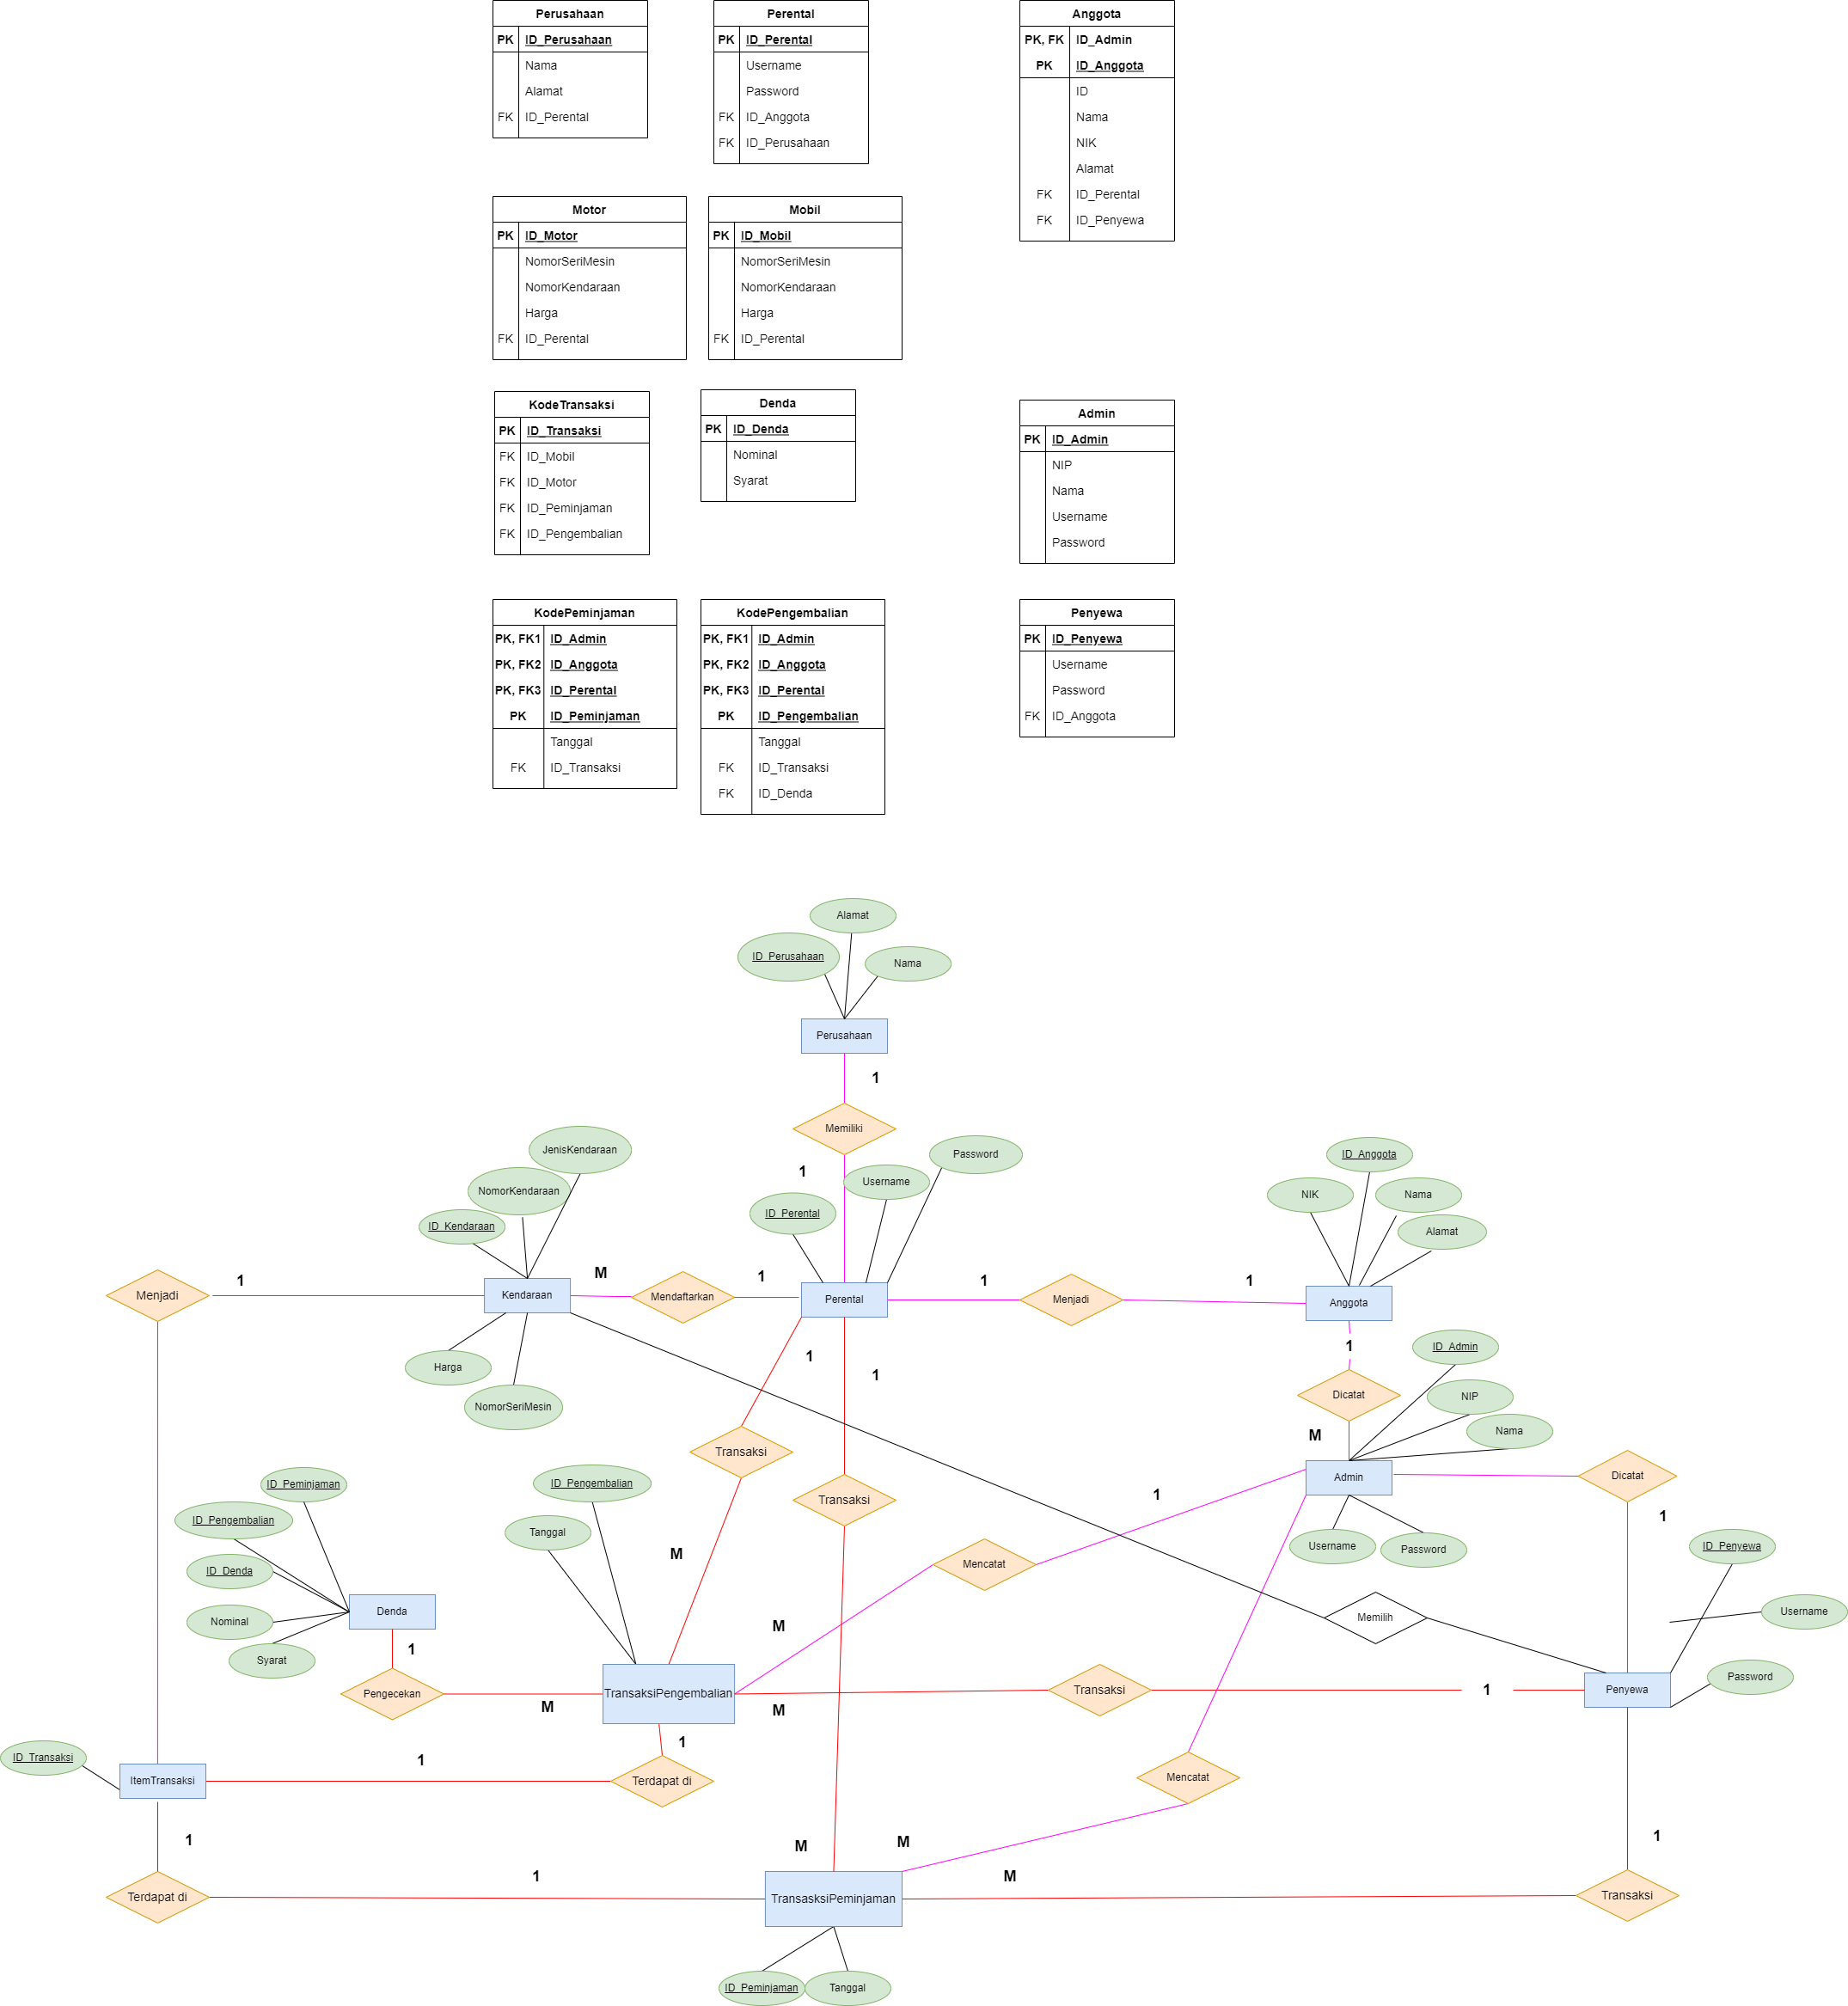 Perusahaan
PK ID_Perusahaan
Nama
Alamat
FK ID_Perental
Perental
PK ID_Perental
Username
Password
FK ID_Anggota
FK ID_Perusahaan
Anggota
PK, FK ID_Admin
PK ID_Anggota
ID
Nama
NIK
Alamat
FK ID_Perental
FK ID_Penyewa
Motor
PK ID_Motor
NomorSeriMesin
NomorKendaraan
Harga
FK ID_Perental
Mobil
PK ID_Mobil
NomorSeriMesin
NomorKendaraan
Harga
FK ID_Perental
KodeTransaksi
PK ID_Transaksi
FK ID_Mobil
FK ID_Motor
FK ID_Peminjaman
FK ID_Pengembalian
Denda
PK ID_Denda
Nominal
Syarat
Admin
PK ID_Admin
NIP
Nama
Username
Password
KodePeminjaman
PK, FK1 ID_Admin
PK, FK2 ID_Anggota
PK, FK3 ID_Perental
PK ID_Peminjaman
Tanggal
FK ID_Transaksi
KodePengembalian
PK, FK1 ID_Admin
PK, FK2 ID_Anggota
PK, FK3 ID_Perental
PK ID_Pengembalian
Tanggal
FK ID_Transaksi
FK ID_Denda
Penyewa
PK ID_Penyewa
Username
Password
FK ID_Anggota
Alamat
ID_Perusahaan
Nama
Perusahaan
1
Memiliki
1
JenisKendaraan
NomorKendaraan
ID_Kendaraan
Password
Username
ID_Perental
ID_Anggota
NIK
Nama
Alamat
Menjadi
1
Kendaraan
M
Mendaftarkan
1
Perental
1
Menjadi
1
Anggota
Harga
NomorSeriMesin
1
1
1
ID_Admin
Dicatat
NIP
Nama
M
Transaksi
Transaksi
Admin
Dicatat
ID_Peminjaman
ID_Pengembalian
ID_Denda
Nominal
Syarat
Denda
ID_Pengembalian
Tanggal
M
1
Mencatat
Username
Password
1
ID_Penyewa
Username
Password
Memilih
1
Pengecekan
M
TransaksiPengembalian
M
M
Transaksi
1
Penyewa
1
ID_Transaksi
ItemTransaksi
1
Terdapat di
Mencatat
1
M
M
1
Terdapat di
1
TransasksiPeminjaman
M
Transaksi
ID_Peminjaman
Tanggal